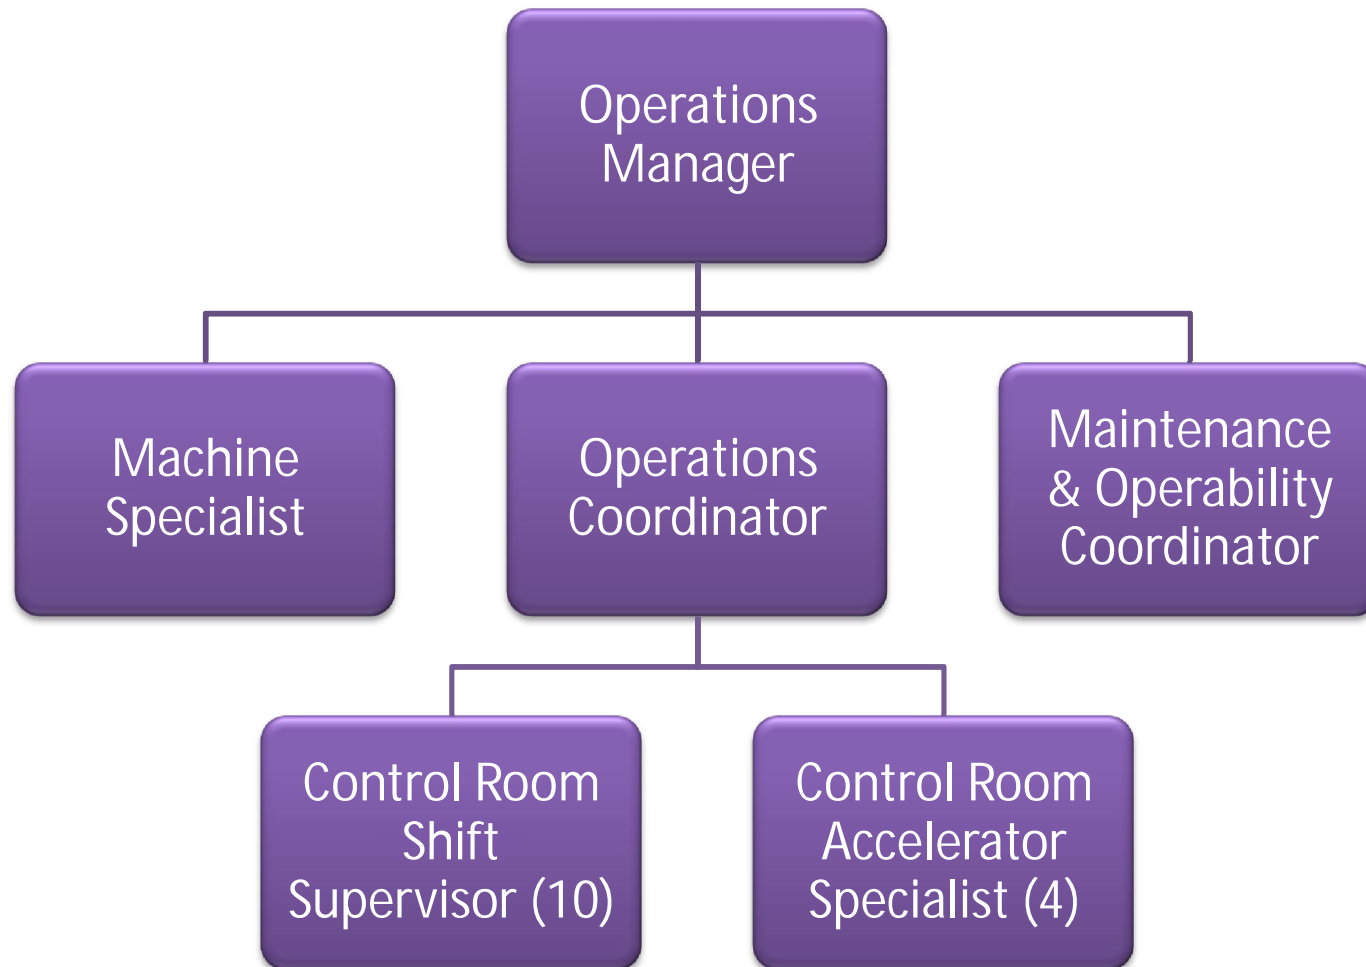 Operations
Manager
Machine
Specialist
Operations
Coordinator
Maintenance
& Operability
Coordinator
Control Room
Shift
Supervisor (10)
Control Room
Accelerator
Specialist (4)